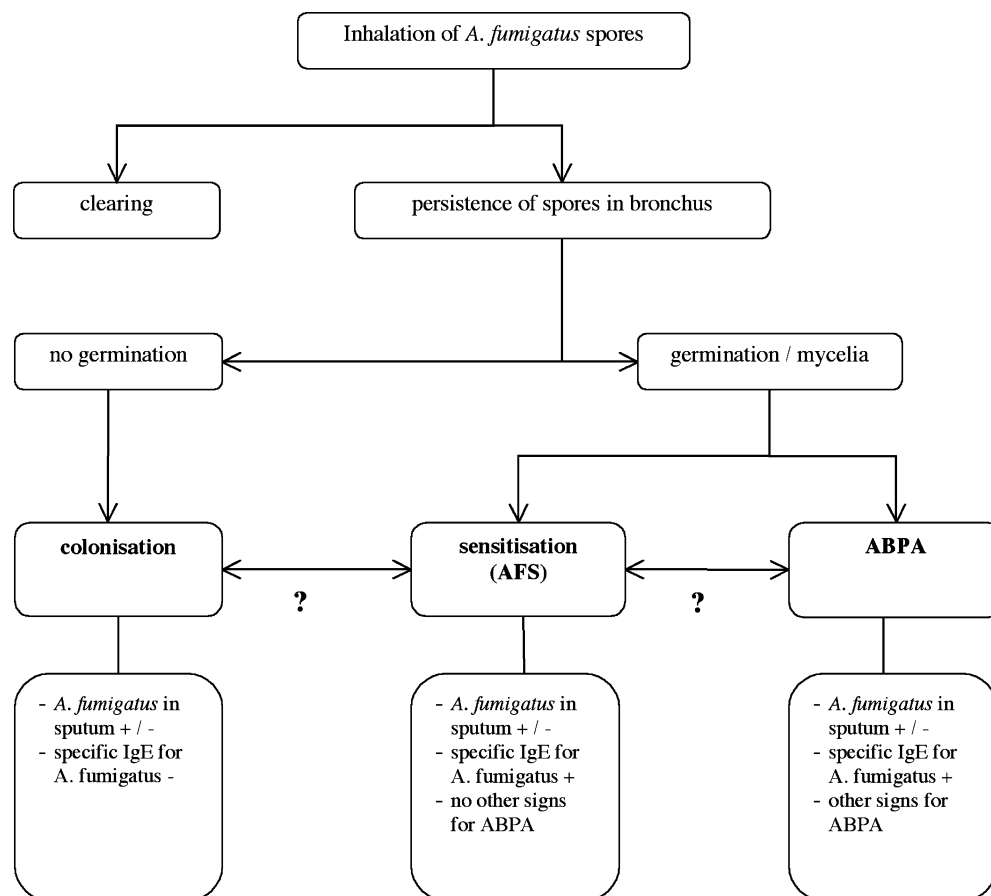 Inhalation of A. fumigatus spores
clearing
persistence of spores in bronchus
no germination
germination / mycelia
colonisation
sensitisation
(AFS)
ABPA
?
?
- A. fumigatus in
sputum + / -
- specific IgE for
A. fumigatus -
- A. fumigatus in
sputum + / -
- specific IgE for
A. fumigatus +
- no other signs
for ABPA
- A. fumigatus in
sputum + / -
- specific IgE for
A. fumigatus +
- other signs for
ABPA